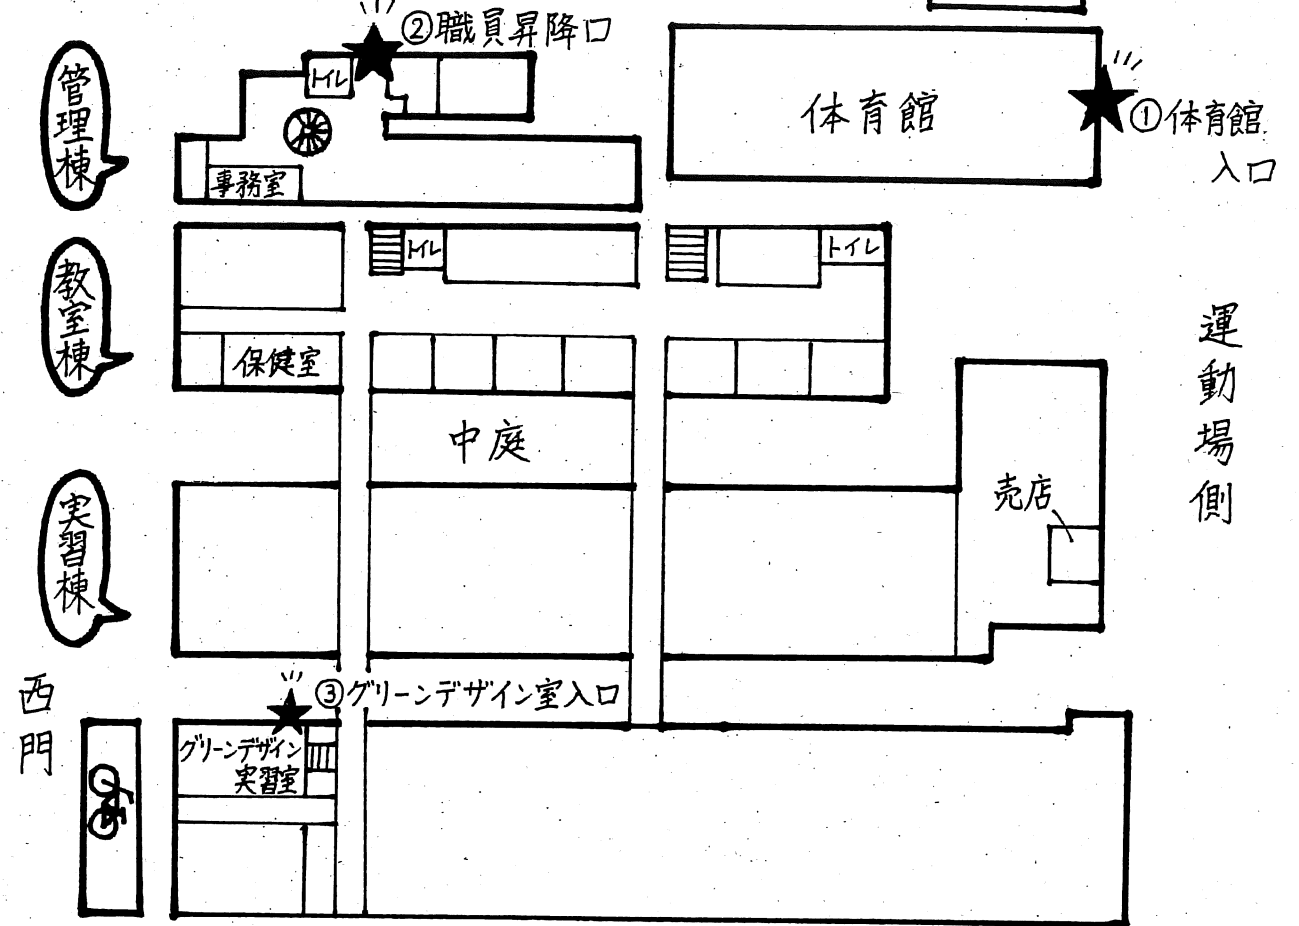 ②職員昇降口
管理棟
トイレ
体育館
①体育館
入口
事務室
教室棟
トイレ
トイレ
保健室
運動場側
中庭
売店
実習棟
西門
③グリーンデザイン室入口
グリーンデザイン
実習室